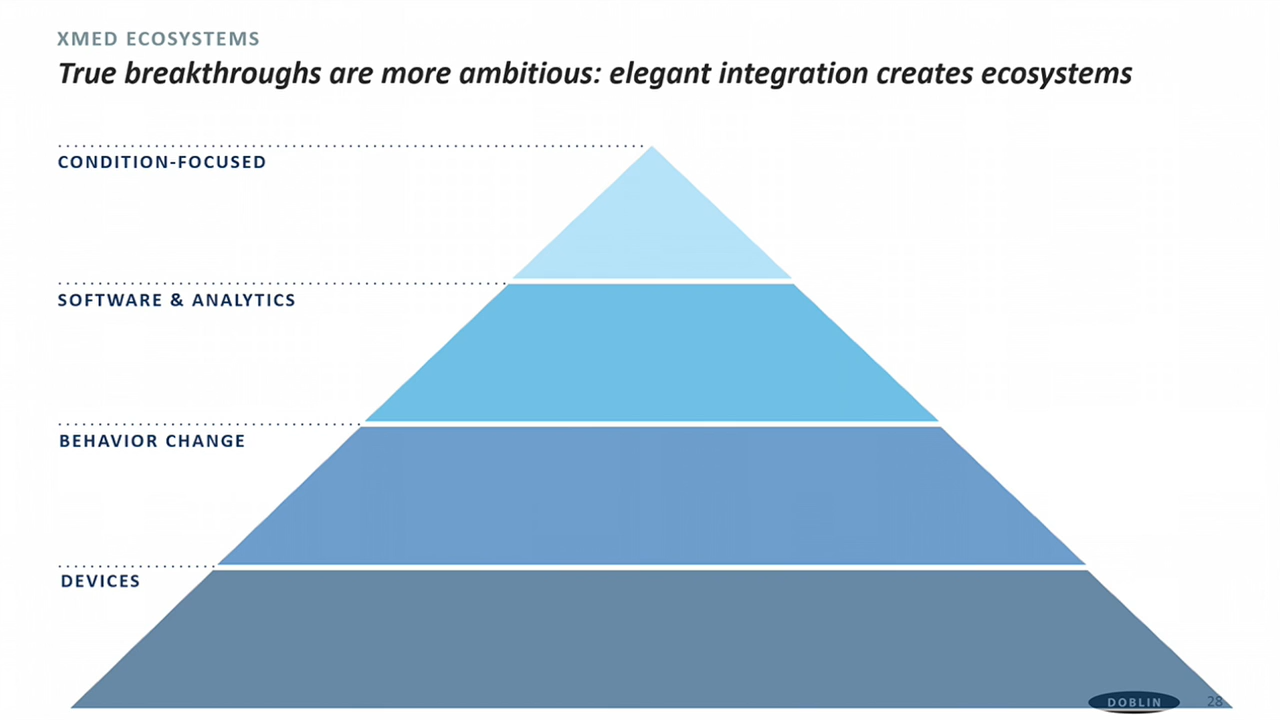 XMED ECOSYSTEMS
True breakthroughs are more ambitious: elegant integration creates ecosystems
CONDITION-FOCUSED
SOFTWARE & ANALYTICS
BEHAVIOR CHANGE
DEVICES
DOBLIN
28